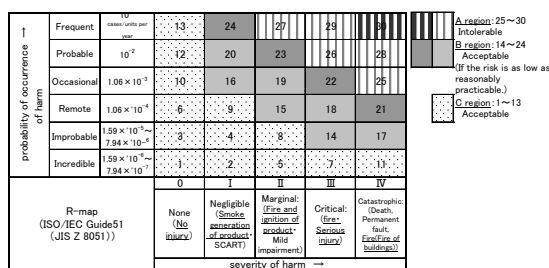 probability of occurrence →
of harm
Frequent
10
cases/units per
year
13
24
27
29
30
Probable
10⁻²
12
20
23
26
28
Occasional
1.06×10⁻³
10
16
19
22
25
Remote
1.06×10⁻⁴
6
9
15
18
21
Improbable
1.59×10⁻⁵～
7.94×10⁻⁶
3
4
8
14
17
Incredible
1.59×10⁻⁶～
7.94×10⁻⁷
1
2
5
7
11
R-map
(ISO/IEC Guide51
(JIS Z 8051))
0
None
(No
injury)
Ⅰ
Negligible
(Smoke
generation
of product・
SCART)
Ⅱ
Marginal:
(Fire and
ignition of
product・
Mild
impairment)
Ⅲ
Critical:
(fire・
Serious
injury)
Ⅳ
Catastrophic:
(Death,
Permanent
fault,
Fire(Fire of
buildings))
severity of harm →
A region:25～30
Intolerable
B region:14～24
Acceptable
(If the risk is as low as
reasonably
practicable.)
C region:1～13
Acceptable